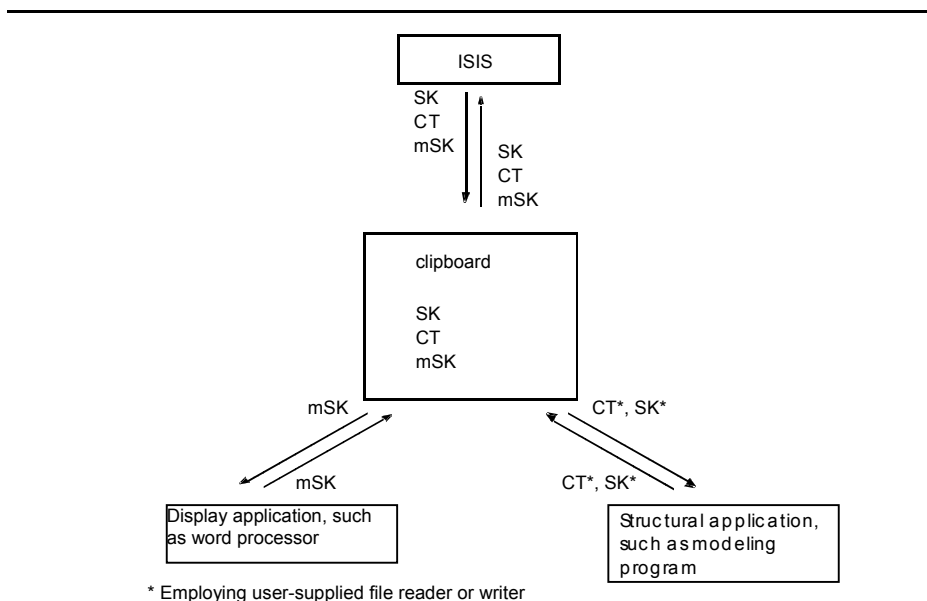 ISIS
SK
CT
mSK
SK
CT
mSK
clipboard
SK
CT
mSK
mSK
CT*, SK*
mSK
CT*, SK*
Display application, such
as word processor
Structural application,
such as modeling
program
* Employing user-supplied file reader or writer